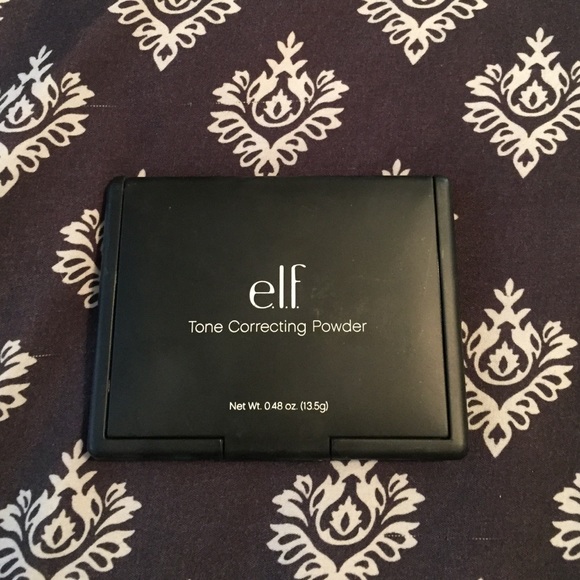 e.l.f.
Tone Correcting Powder
Net Wt. 0.48 oz. (13.5g)